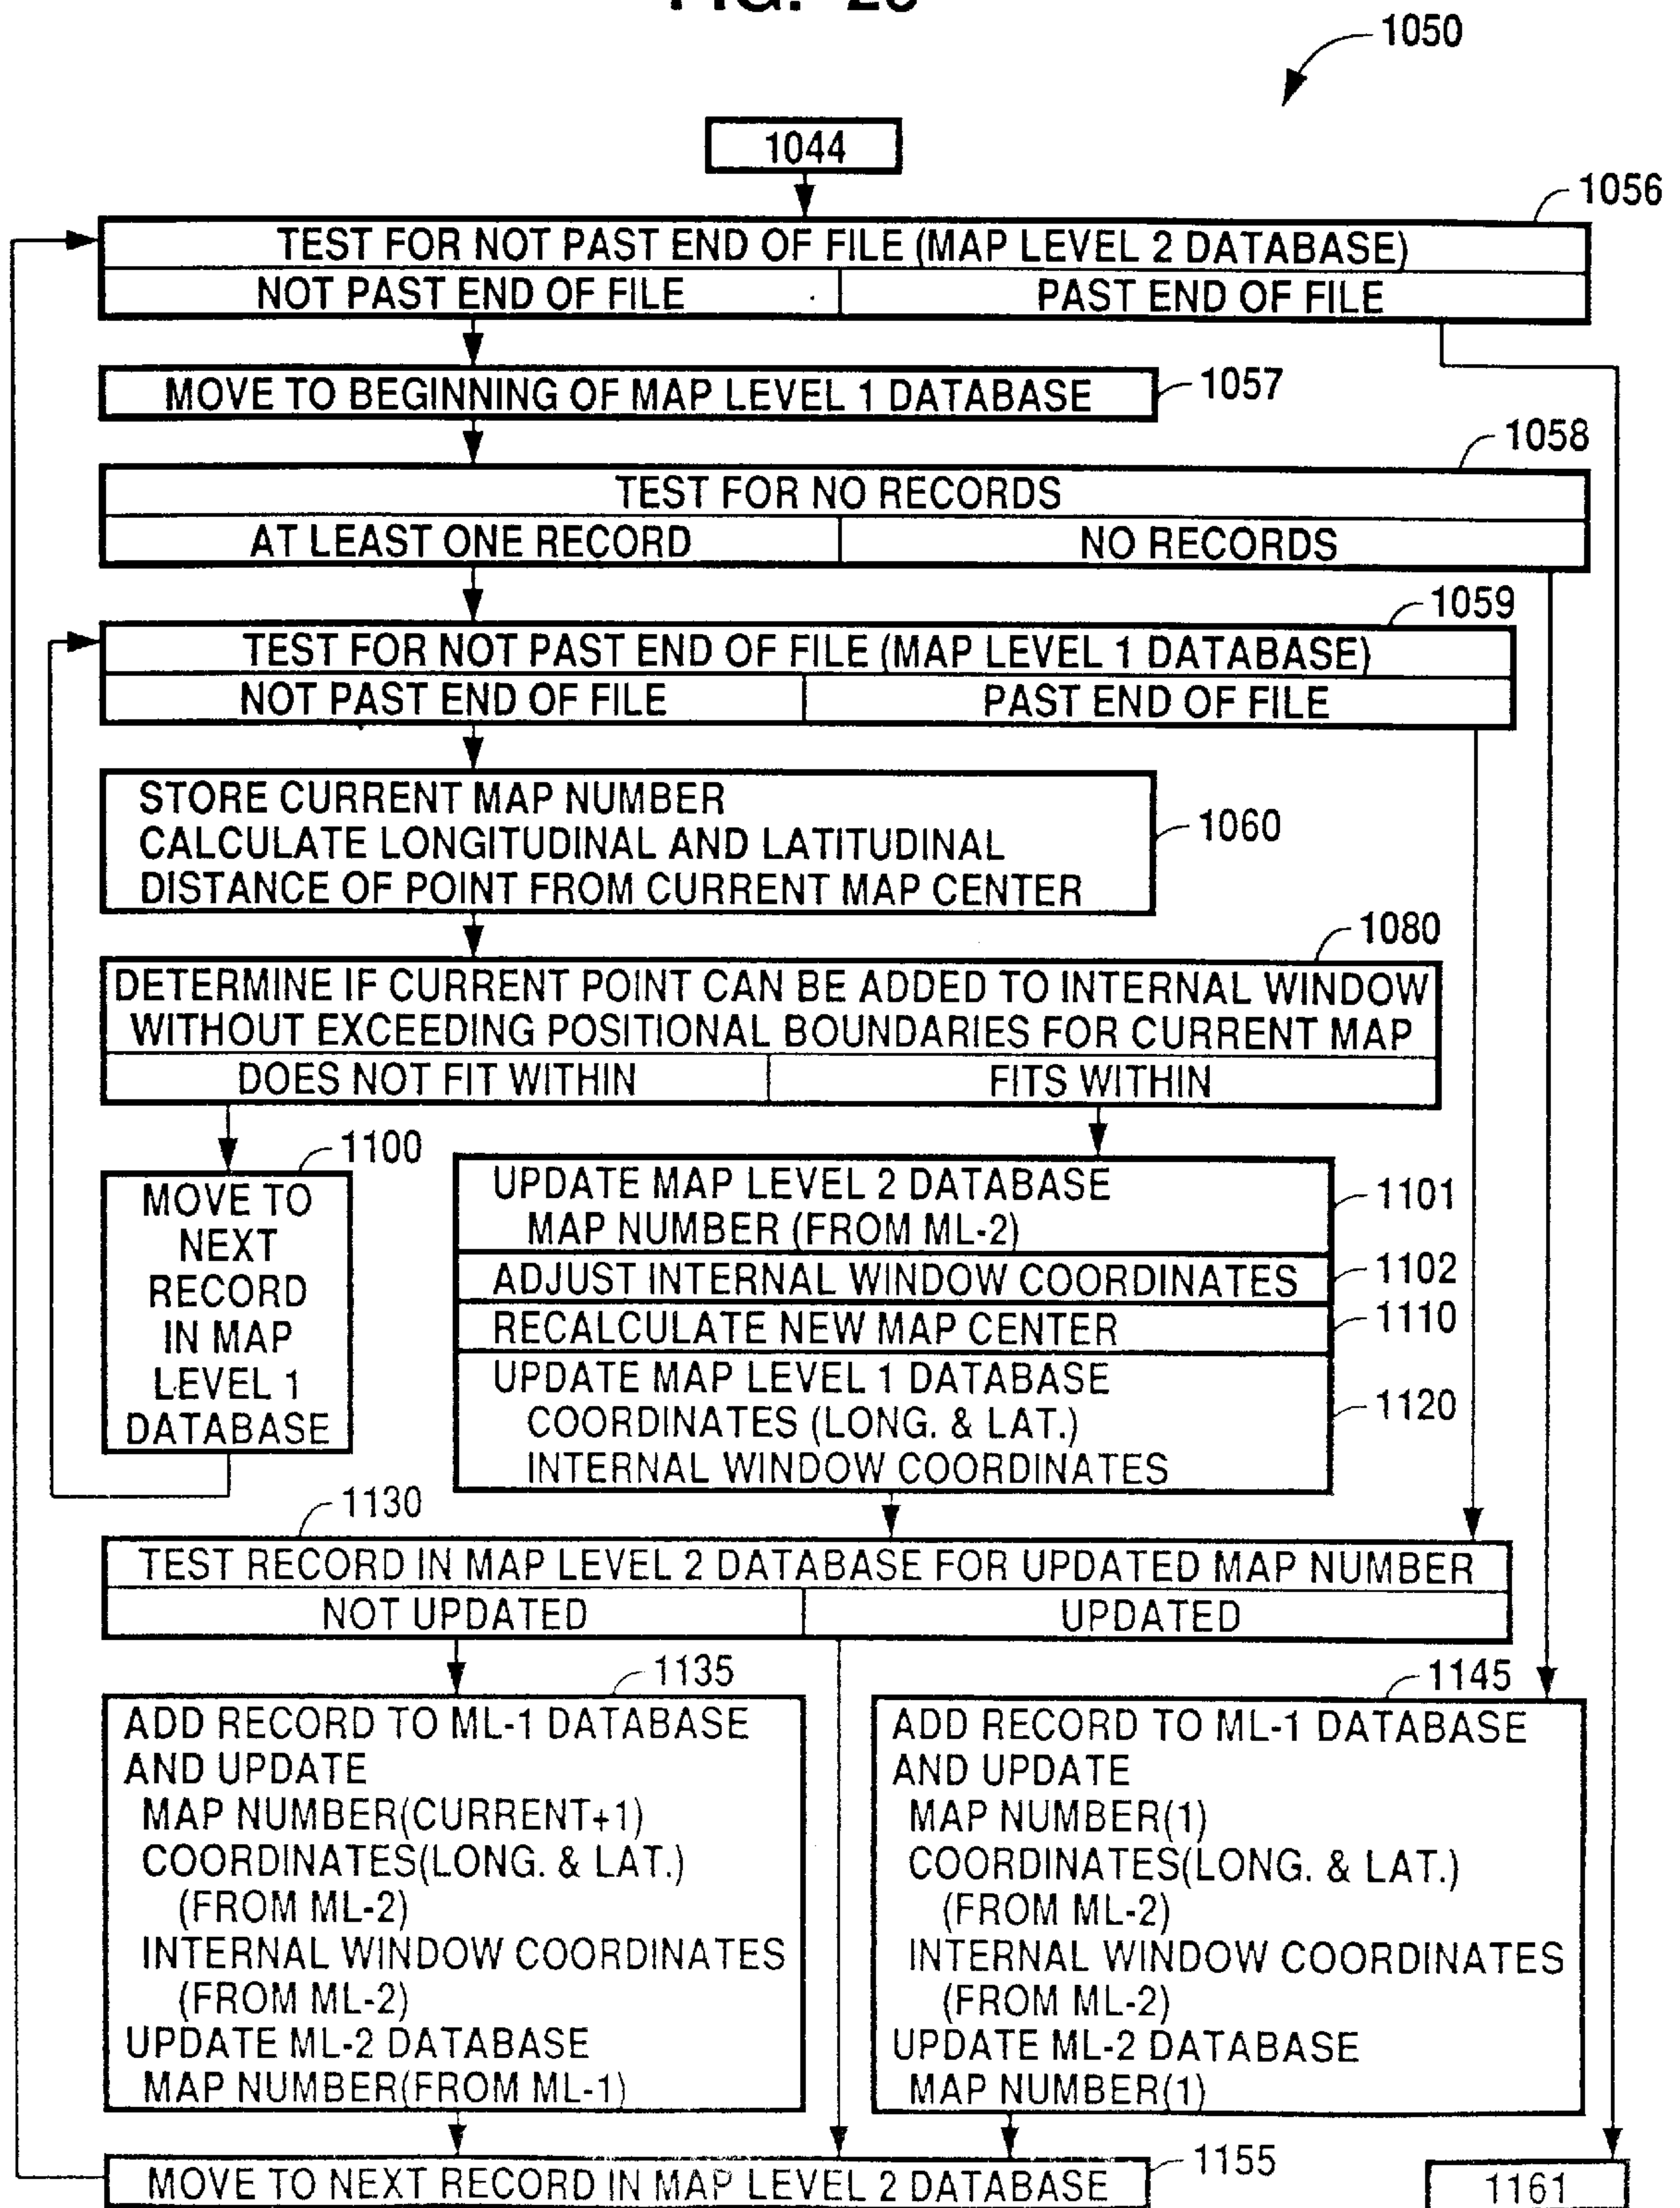 1050
1044
1056
TEST FOR NOT PAST END OF FILE (MAP LEVEL 2 DATABASE)
NOT PAST END OF FILE
PAST END OF FILE
MOVE TO BEGINNING OF MAP LEVEL 1 DATABASE
1057
1058
TEST FOR NO RECORDS
AT LEAST ONE RECORD
NO RECORDS
1059
TEST FOR NOT PAST END OF FILE (MAP LEVEL 1 DATABASE)
NOT PAST END OF FILE
PAST END OF FILE
STORE CURRENT MAP NUMBER
CALCULATE LONGITUDINAL AND LATITUDINAL
DISTANCE OF POINT FROM CURRENT MAP CENTER
1060
1080
DETERMINE IF CURRENT POINT CAN BE ADDED TO INTERNAL WINDOW
WITHOUT EXCEEDING POSITIONAL BOUNDARIES FOR CURRENT MAP
DOES NOT FIT WITHIN
FITS WITHIN
1100
MOVE TO
NEXT
RECORD
IN MAP
LEVEL 1
DATABASE
UPDATE MAP LEVEL 2 DATABASE
MAP NUMBER (FROM ML-2)
1101
ADJUST INTERNAL WINDOW COORDINATES
1102
RECALCULATE NEW MAP CENTER
1110
UPDATE MAP LEVEL 1 DATABASE
COORDINATES (LONG. & LAT.)
INTERNAL WINDOW COORDINATES
1120
1130
TEST RECORD IN MAP LEVEL 2 DATABASE FOR UPDATED MAP NUMBER
NOT UPDATED
UPDATED
1135
ADD RECORD TO ML-1 DATABASE
AND UPDATE
MAP NUMBER(CURRENT+1)
COORDINATES(LONG. & LAT.)
(FROM ML-2)
INTERNAL WINDOW COORDINATES
(FROM ML-2)
UPDATE ML-2 DATABASE
MAP NUMBER(FROM ML-1)
1145
ADD RECORD TO ML-1 DATABASE
AND UPDATE
MAP NUMBER(1)
COORDINATES(LONG. & LAT.)
(FROM ML-2)
INTERNAL WINDOW COORDINATES
(FROM ML-2)
UPDATE ML-2 DATABASE
MAP NUMBER(1)
MOVE TO NEXT RECORD IN MAP LEVEL 2 DATABASE
1155
1161